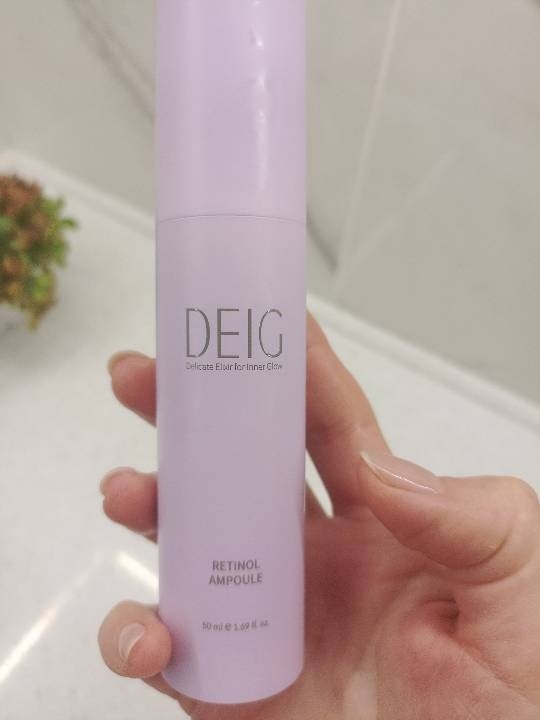 DEIG
Delicate Elixir for Inner Glow
RETINOL
AMPOULE
50 ml ℮ 1.69 fl. oz.